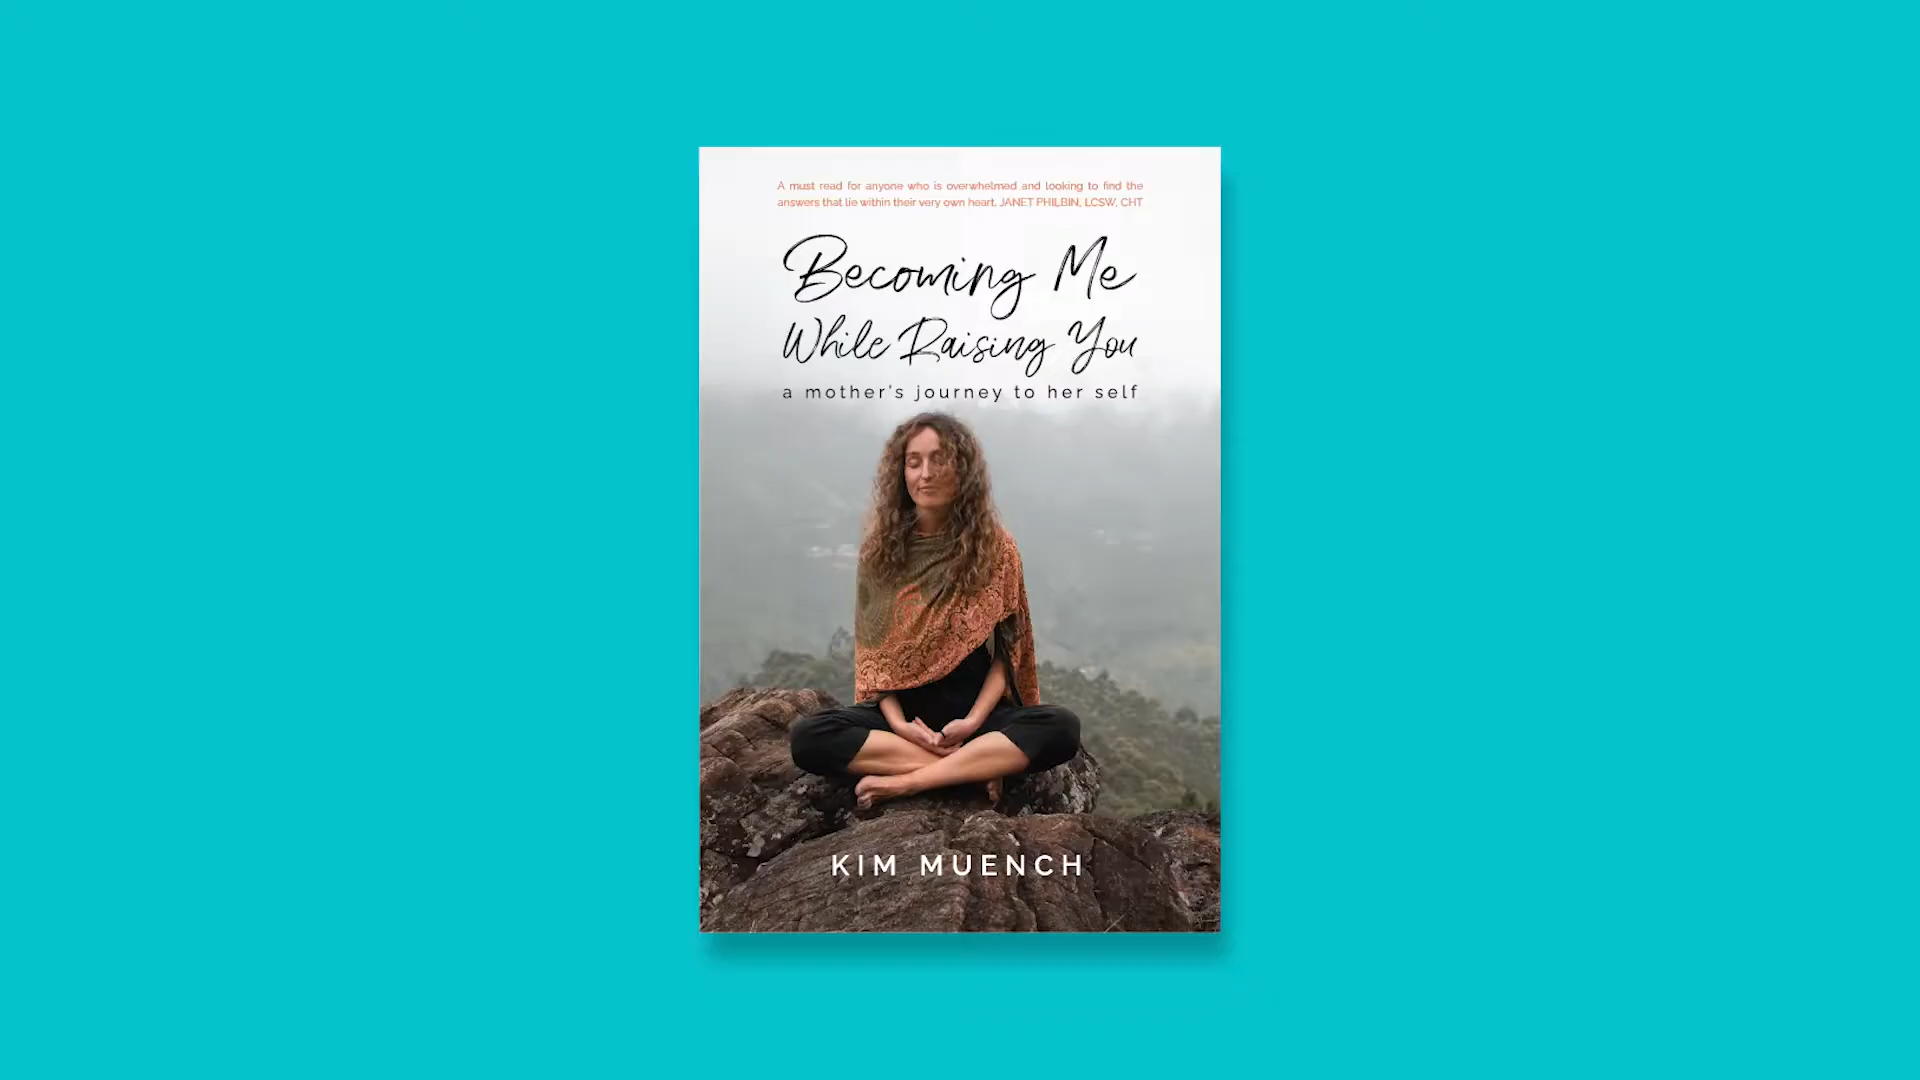 A must read for anyone who is overwhelmed and looking to find the
answers that lie within their very own heart. JANET PHILBIN, LCSW, CHT
Becoming Me
While Raising You
a mother's journey to her self
KIM MUENCH